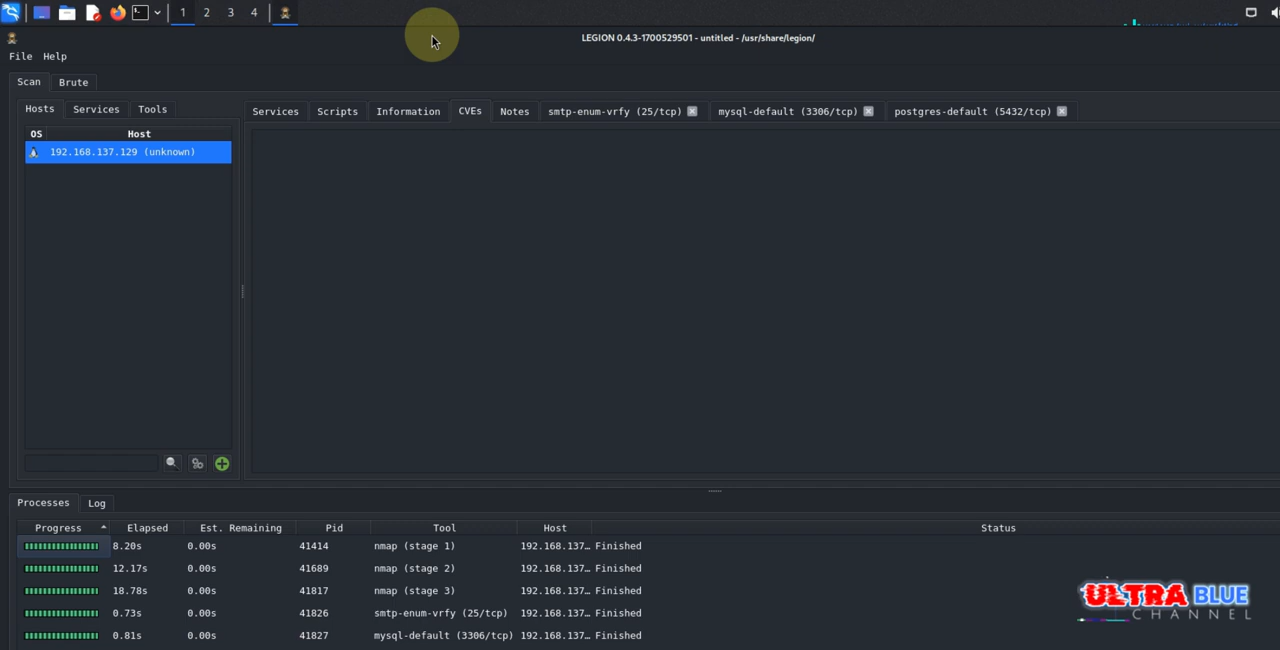 1 2 3 4
LEGION 0.4.3-1700529501 - untitled - /usr/share/legion/
File Help
Scan Brute
Hosts Services Tools
Services Scripts Information CVEs Notes smtp-enum-vrfy (25/tcp) mysql-default (3306/tcp) postgres-default (5432/tcp)
OS Host
192.168.137.129 (unknown)
Processes Log
Progress Elapsed Est. Remaining Pid Tool Host Status
8.20s 0.00s 41414 nmap (stage 1) 192.168.137… Finished
12.17s 0.00s 41689 nmap (stage 2) 192.168.137… Finished
18.78s 0.00s 41817 nmap (stage 3) 192.168.137… Finished
0.73s 0.00s 41826 smtp-enum-vrfy (25/tcp) 192.168.137… Finished
0.81s 0.00s 41827 mysql-default (3306/tcp) 192.168.137… Finished
ULTRA BLUE
CHANNEL